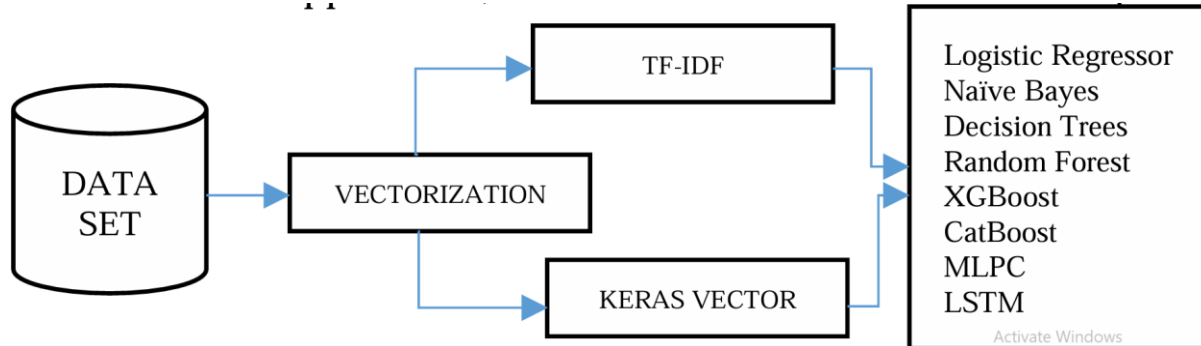 DATA
SET
VECTORIZATION
TF-IDF
KERAS VECTOR
Logistic Regressor
Naïve Bayes
Decision Trees
Random Forest
XGBoost
CatBoost
MLPC
LSTM
Activate Windows